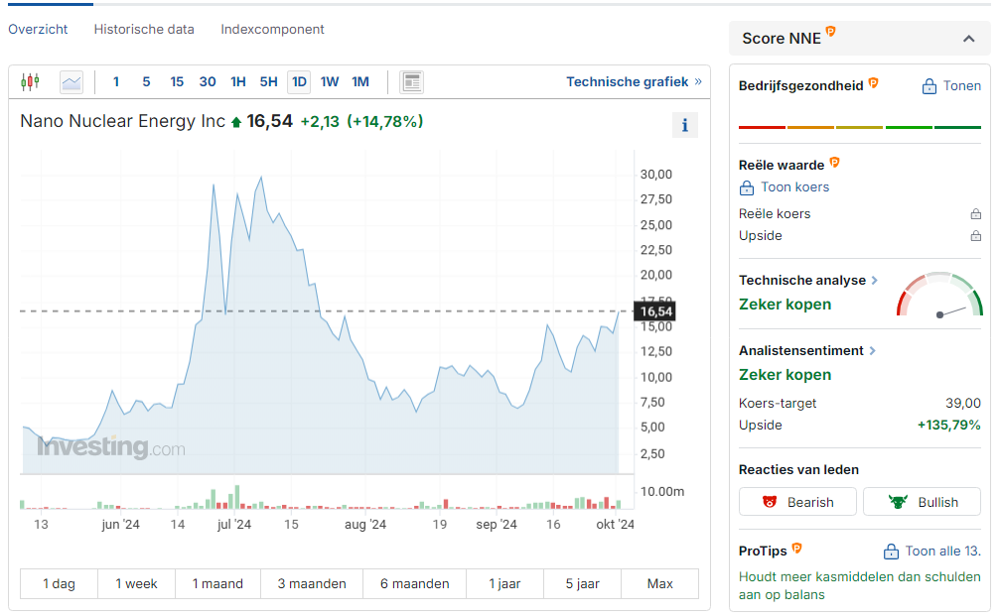 Overzicht Historische data Indexcomponent
1 5 15 30 1H 5H 1D 1W 1M Technische grafiek »
Nano Nuclear Energy Inc 16,54 +2,13 (+14,78%)
i
30,00
27,50
25,00
22,50
20,00
17,50
16,54
15,00
12,50
10,00
7,50
5,00
2,50
Investing.com
10.00m
13 jun '24 14 jul '24 15 aug '24 19 sep '24 16 okt '24
1 dag 1 week 1 maand 3 maanden 6 maanden 1 jaar 5 jaar Max
Score NNE
Bedrijfsgezondheid Tonen
Reële waarde
Toon koers
Reële koers
Upside
Technische analyse
Zeker kopen
Analistensentiment
Zeker kopen
Koers-target 39,00
Upside +135,79%
Reacties van leden
Bearish Bullish
ProTips Toon alle 13.
Houdt meer kasmiddelen dan schulden
aan op balans